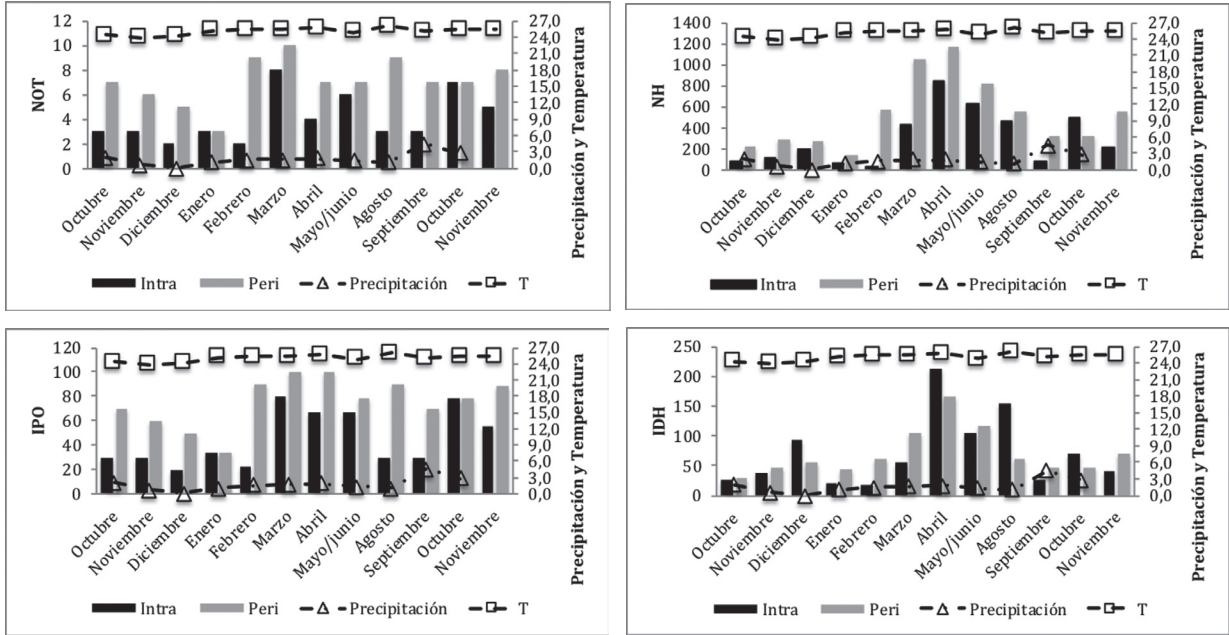 NOT
12
10
8
6
4
2
0
27,0
24,0
21,0
18,0
15,0
12,0
9,0
6,0
3,0
0,0
Precipitación y Temperatura
Octubre
Noviembre
Diciembre
Enero
Febrero
Marzo
Abril
Mayo/junio
Agosto
Septiembre
Octubre
Noviembre
Intra Peri Precipitación T
NH
1400
1200
1000
800
600
400
200
0
27,0
24,0
21,0
18,0
15,0
12,0
9,0
6,0
3,0
0,0
Precipitación y Temperatura
Octubre
Noviembre
Diciembre
Enero
Febrero
Marzo
Abril
Mayo/junio
Agosto
Septiembre
Octubre
Noviembre
Intra Peri Precipitación T
IPO
120
100
80
60
40
20
0
27,0
24,0
21,0
18,0
15,0
12,0
9,0
6,0
3,0
0,0
Precipitación y Temperatura
Octubre
Noviembre
Diciembre
Enero
Febrero
Marzo
Abril
Mayo/junio
Agosto
Septiembre
Octubre
Noviembre
Intra Peri Precipitación T
IDH
250
200
150
100
50
0
27,0
24,0
21,0
18,0
15,0
12,0
9,0
6,0
3,0
0,0
Precipitación y Temperatura
Octubre
Noviembre
Diciembre
Enero
Febrero
Marzo
Abril
Mayo/junio
Agosto
Septiembre
Octubre
Noviembre
Intra Peri Precipitación T